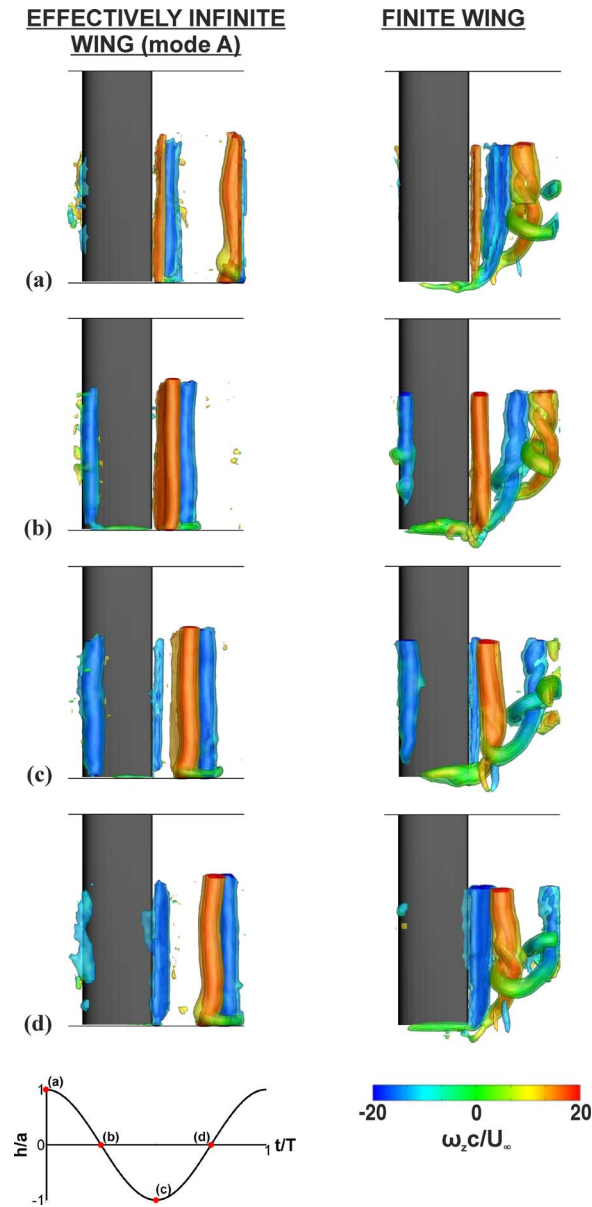 EFFECTIVELY INFINITE
WING (mode A)
FINITE WING
(a)
(b)
(c)
(d)
1
0
-1
h/a
(a)
(b)
(c)
(d)
1
t/T
-20
0
20
ω_z c/U_∞